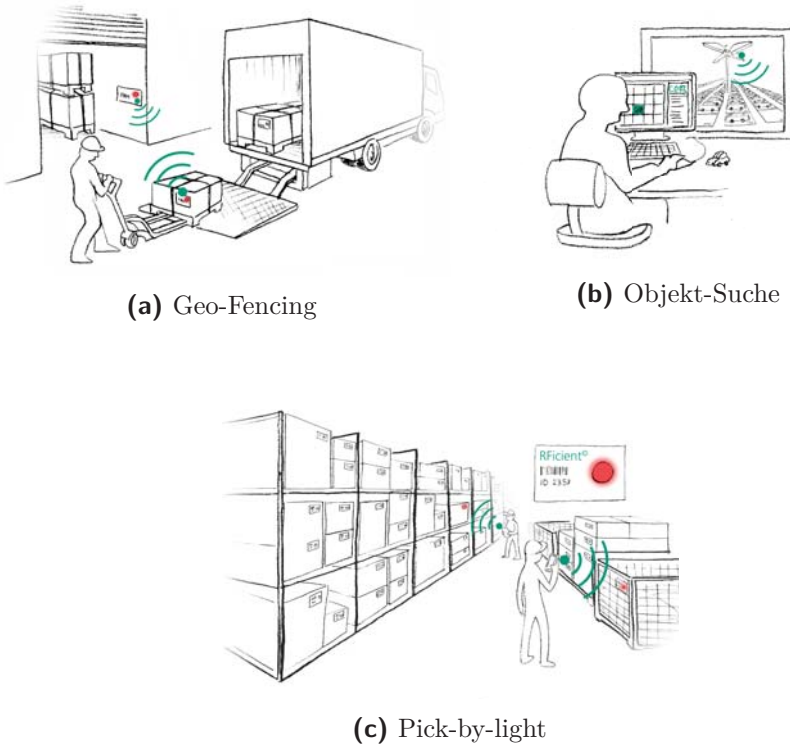 (a) Geo-Fencing
(b) Objekt-Suche
RFicient®
(c) Pick-by-light